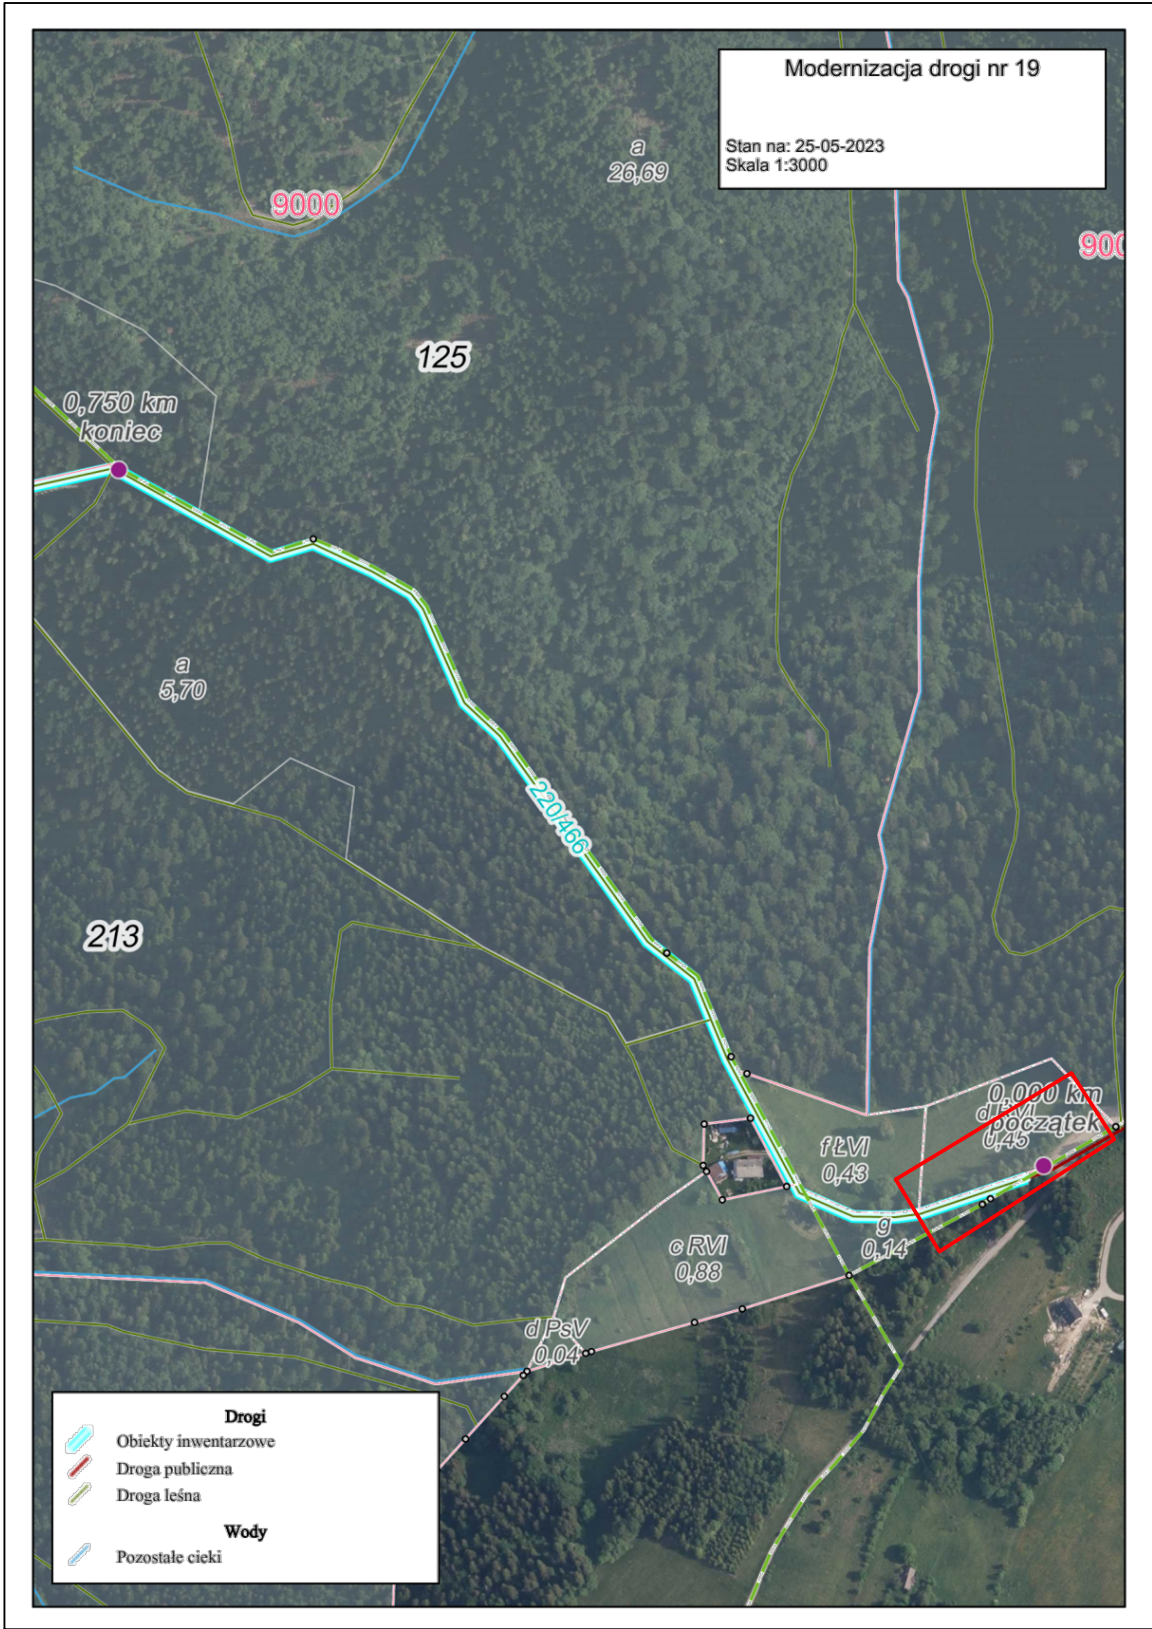 Modernizacja drogi nr 19
Stan na: 25-05-2023
Skala 1:3000
a
26,69
9000
900
125
0,750 km
koniec
a
5,70
220/466
213
0,000 km
początek
d
0,45
f ŁVI
0,43
g
0,14
c RVI
0,88
d PsV
0,04
Drogi
Obiekty inwentarzowe
Droga publiczna
Droga leśna
Wody
Pozostałe cieki